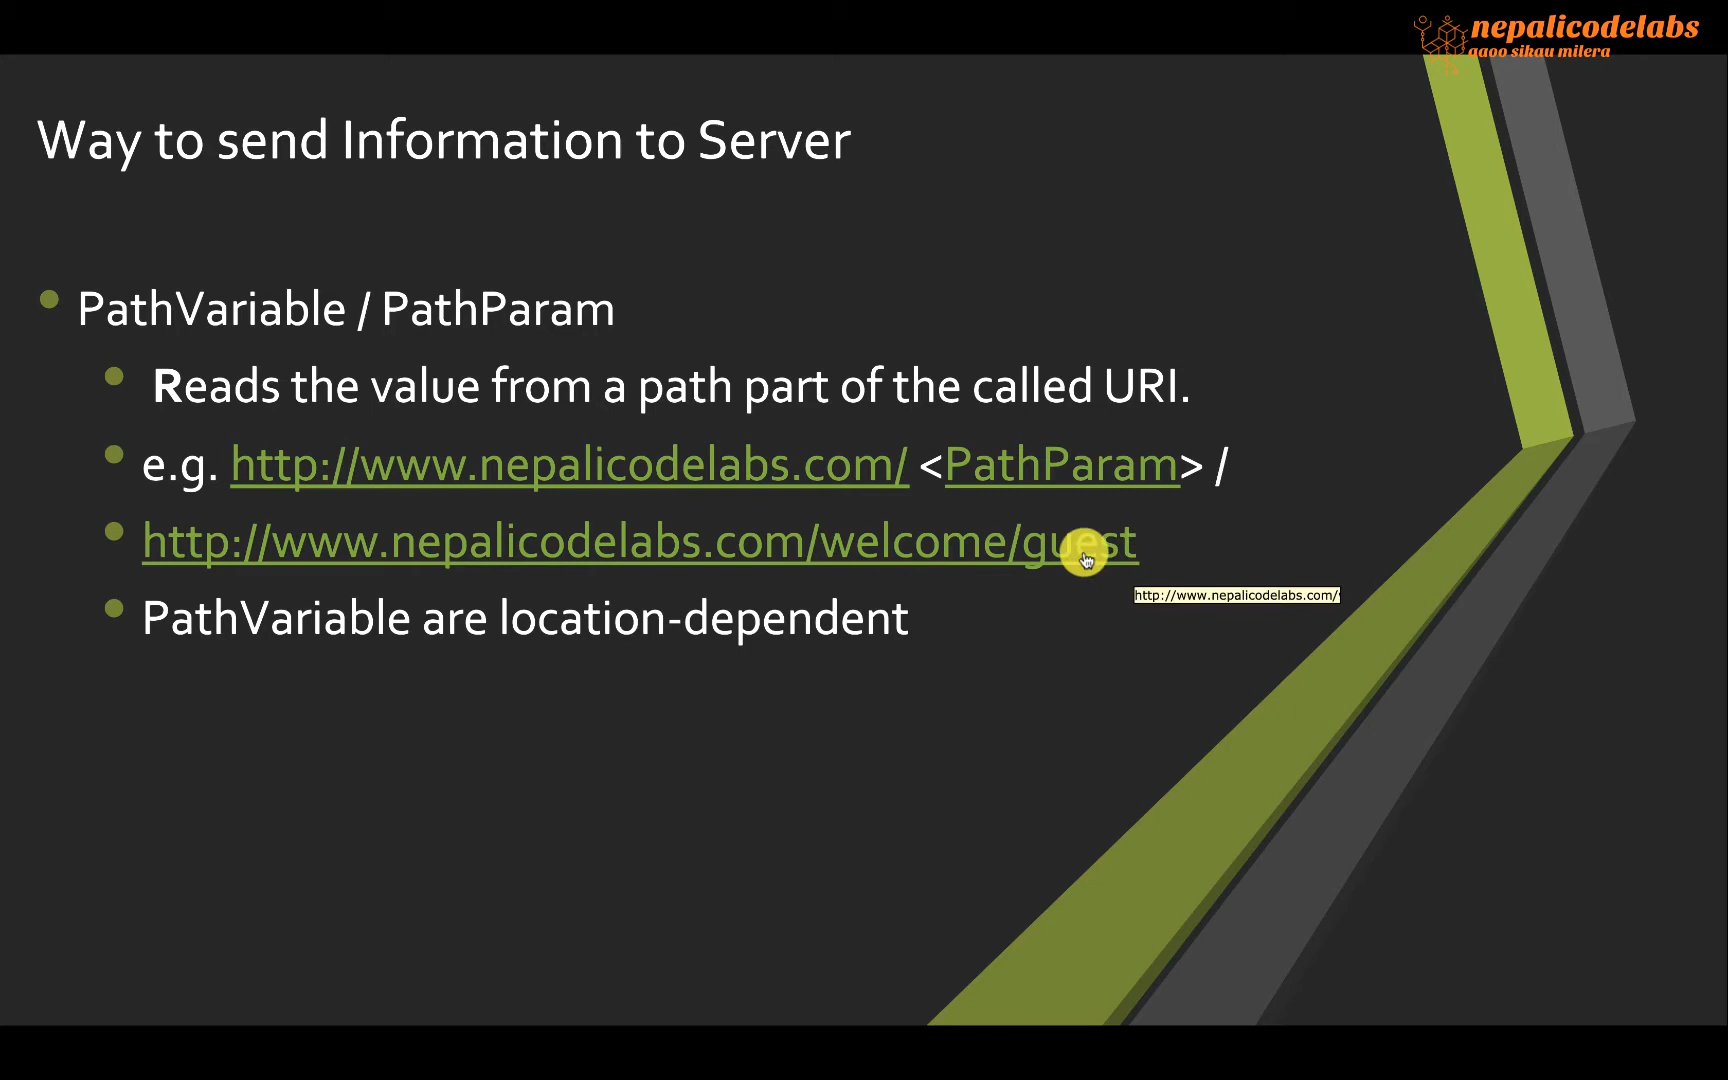 nepalicodelabs
aaoo sikau milera
Way to send Information to Server
PathVariable / PathParam
Reads the value from a path part of the called URI.
e.g. http://www.nepalicodelabs.com/ <PathParam> /
http://www.nepalicodelabs.com/welcome/guest
http://www.nepalicodelabs.com/
PathVariable are location-dependent